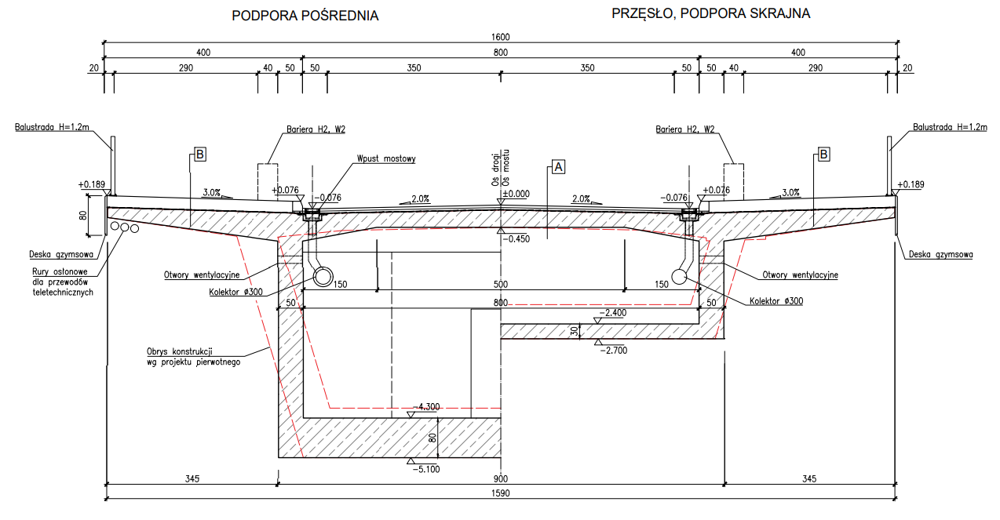 PODPORA POŚREDNIA
PRZĘSŁO, PODPORA SKRAJNA
1600
400
800
400
20
290
40
50
50
350
350
50
50
40
290
20
Balustrada H=1.2m
Bariera H2, W2
Bariera H2, W2
Balustrada H=1.2m
B
Wpust mostowy
Oś drogi
Oś mostu
A
B
+0.189
3.0%
+0.076
-0.076
2.0%
±0.000
2.0%
-0.076
+0.076
3.0%
+0.189
80
-0.450
Deska gzymsowa
Deska gzymsowa
Rury osłonowe
dla przewodów
teletechnicznych
Otwory wentylacyjne
Otwory wentylacyjne
Kolektor ø300
150
500
150
Kolektor ø300
50
800
50
-2.400
30
-2.700
Obrys konstrukcji
wg projektu pierwotnego
-4.300
80
-5.100
345
900
345
1590